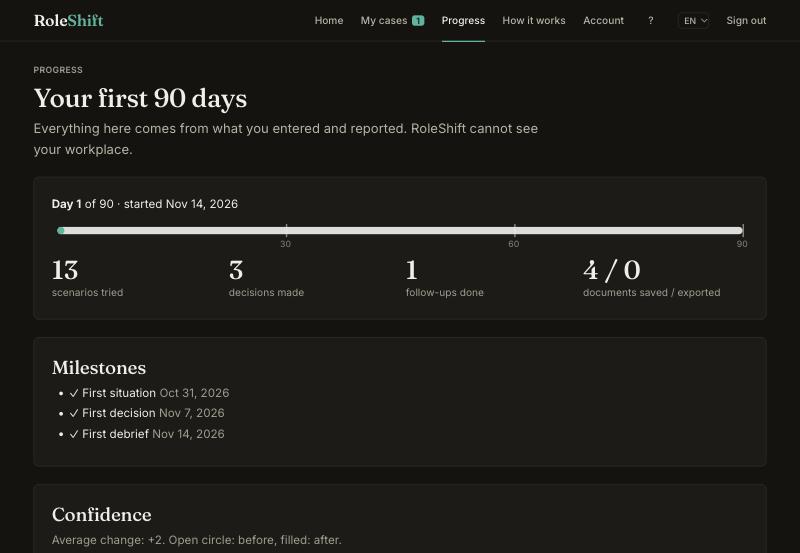 RoleShift
Home My cases 1 Progress How it works Account ? EN Sign out
PROGRESS
Your first 90 days
Everything here comes from what you entered and reported. RoleShift cannot see
your workplace.
Day 1 of 90 · started Nov 14, 2026
30 60 90
13 3 1 4 / 0
scenarios tried decisions made follow-ups done documents saved / exported
Milestones
• ✓ First situation Oct 31, 2026
• ✓ First decision Nov 7, 2026
• ✓ First debrief Nov 14, 2026
Confidence
Average change: +2. Open circle: before, filled: after.